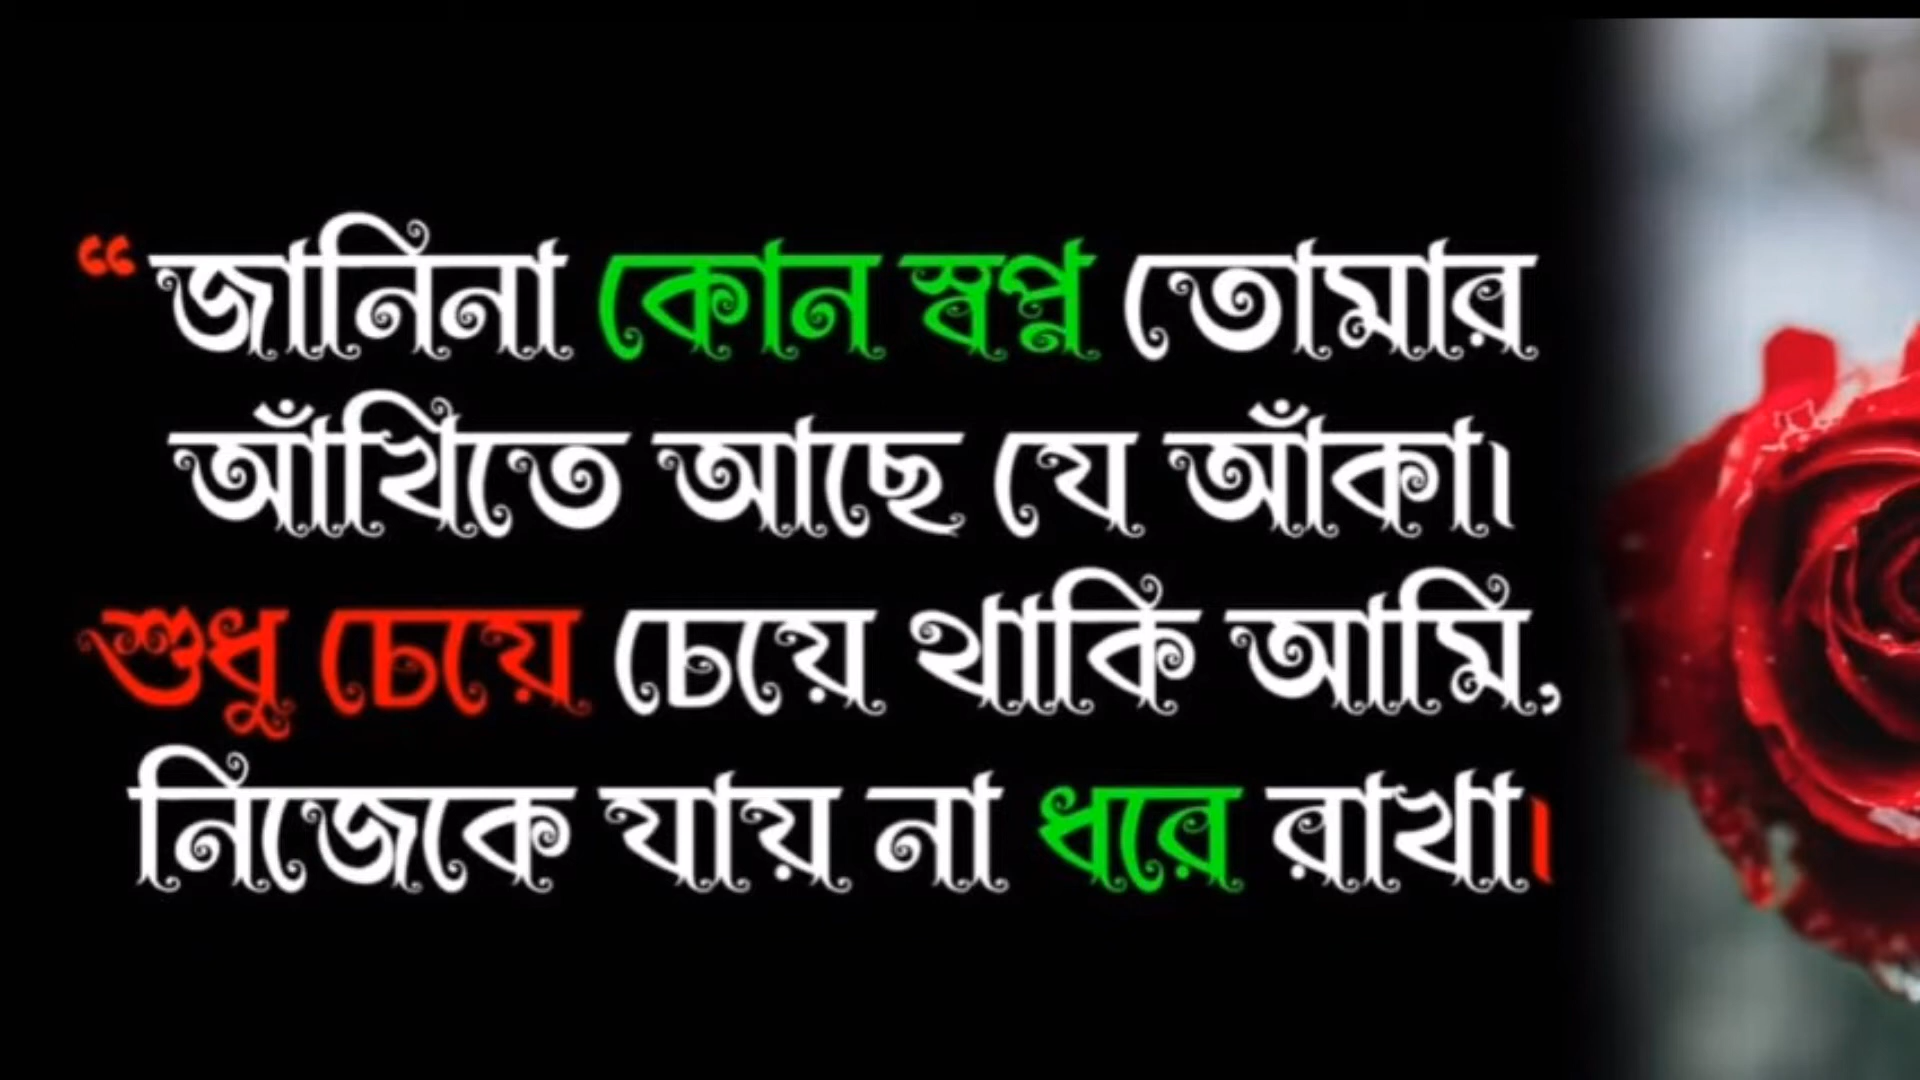 “জানিনা কোন স্বপ্ন তোমার
আঁখিতে আছে যে আঁকা।
শুধু চেয়ে চেয়ে থাকি আমি,
নিজেকে যায় না ধরে রাখা।